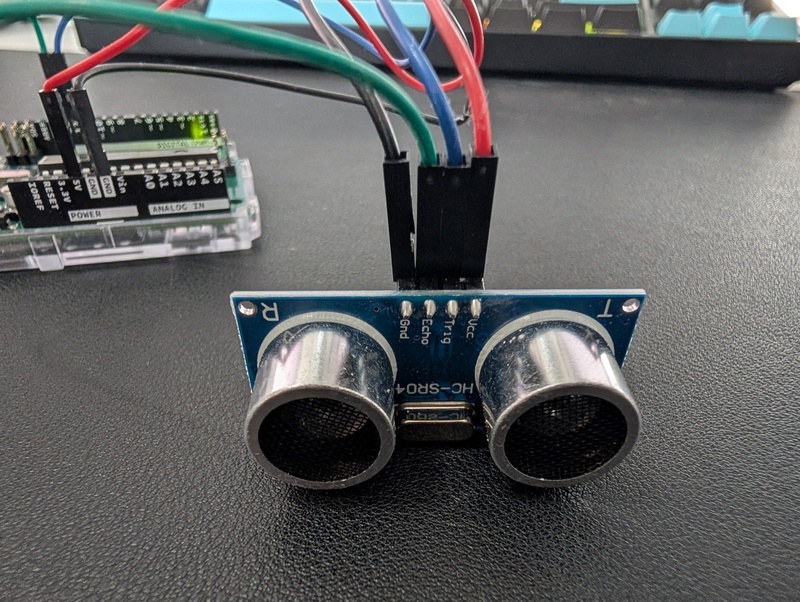 IOREF
RESET
3.3V
5V
GND
GND
Vin
A0
A1
A2
A3
A4
A5
POWER
ANALOG IN
R
T
Gnd
Echo
Trig
Vcc
HC-SR04